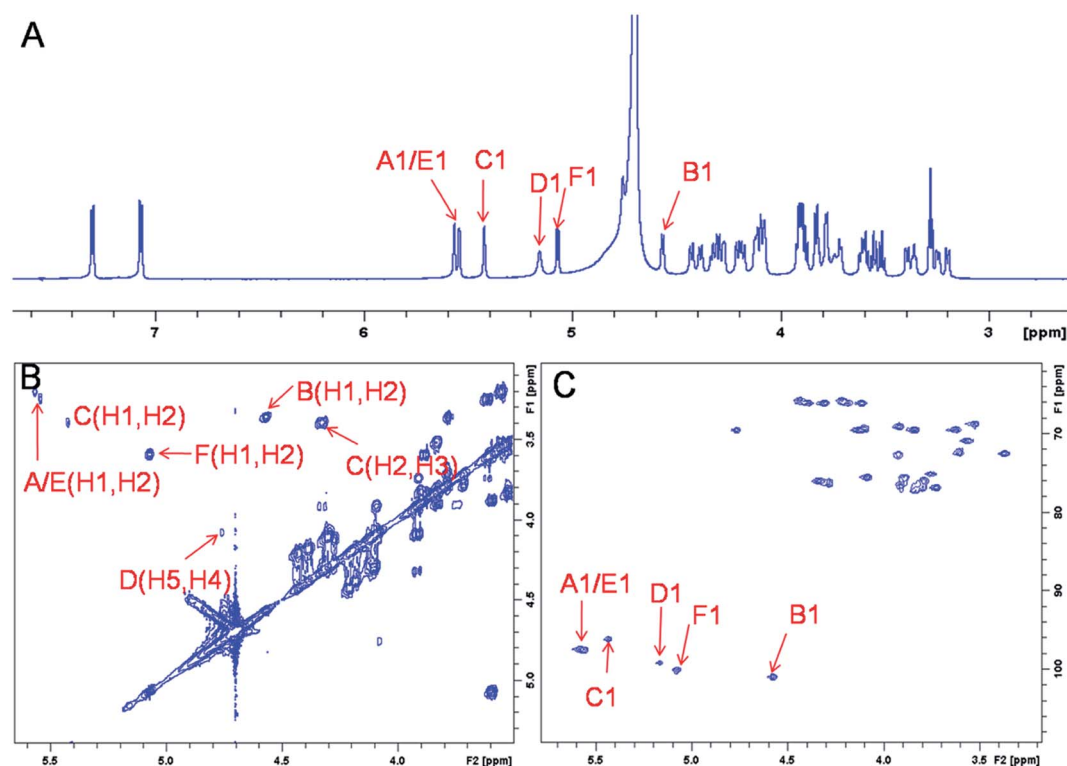 A
A1/E1
C1
D1
F1
B1
7 6 5 4 3 [ppm]
B
B(H1,H2)
C(H1,H2)
F(H1,H2)
C(H2,H3)
A/E(H1,H2)
D(H5,H4)
F1 [ppm]
3.5
4.0
4.5
5.0
5.5 5.0 4.5 4.0 F2 [ppm]
C
A1/E1
D1
F1
B1
C1
F1 [ppm]
70
80
90
100
5.5 5.0 4.5 4.0 3.5 F2 [ppm]